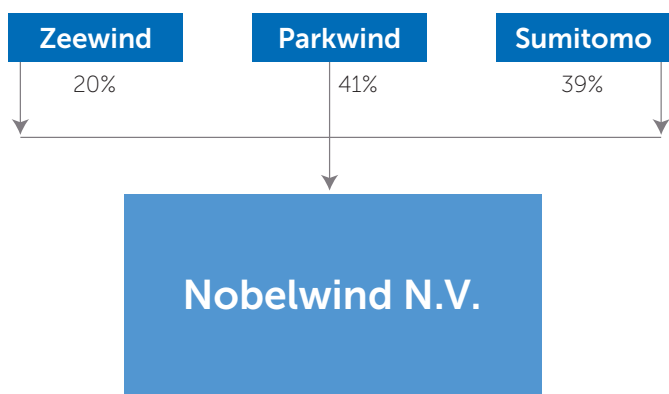 Zeewind
Parkwind
Sumitomo
20%
41%
39%
Nobelwind N.V.